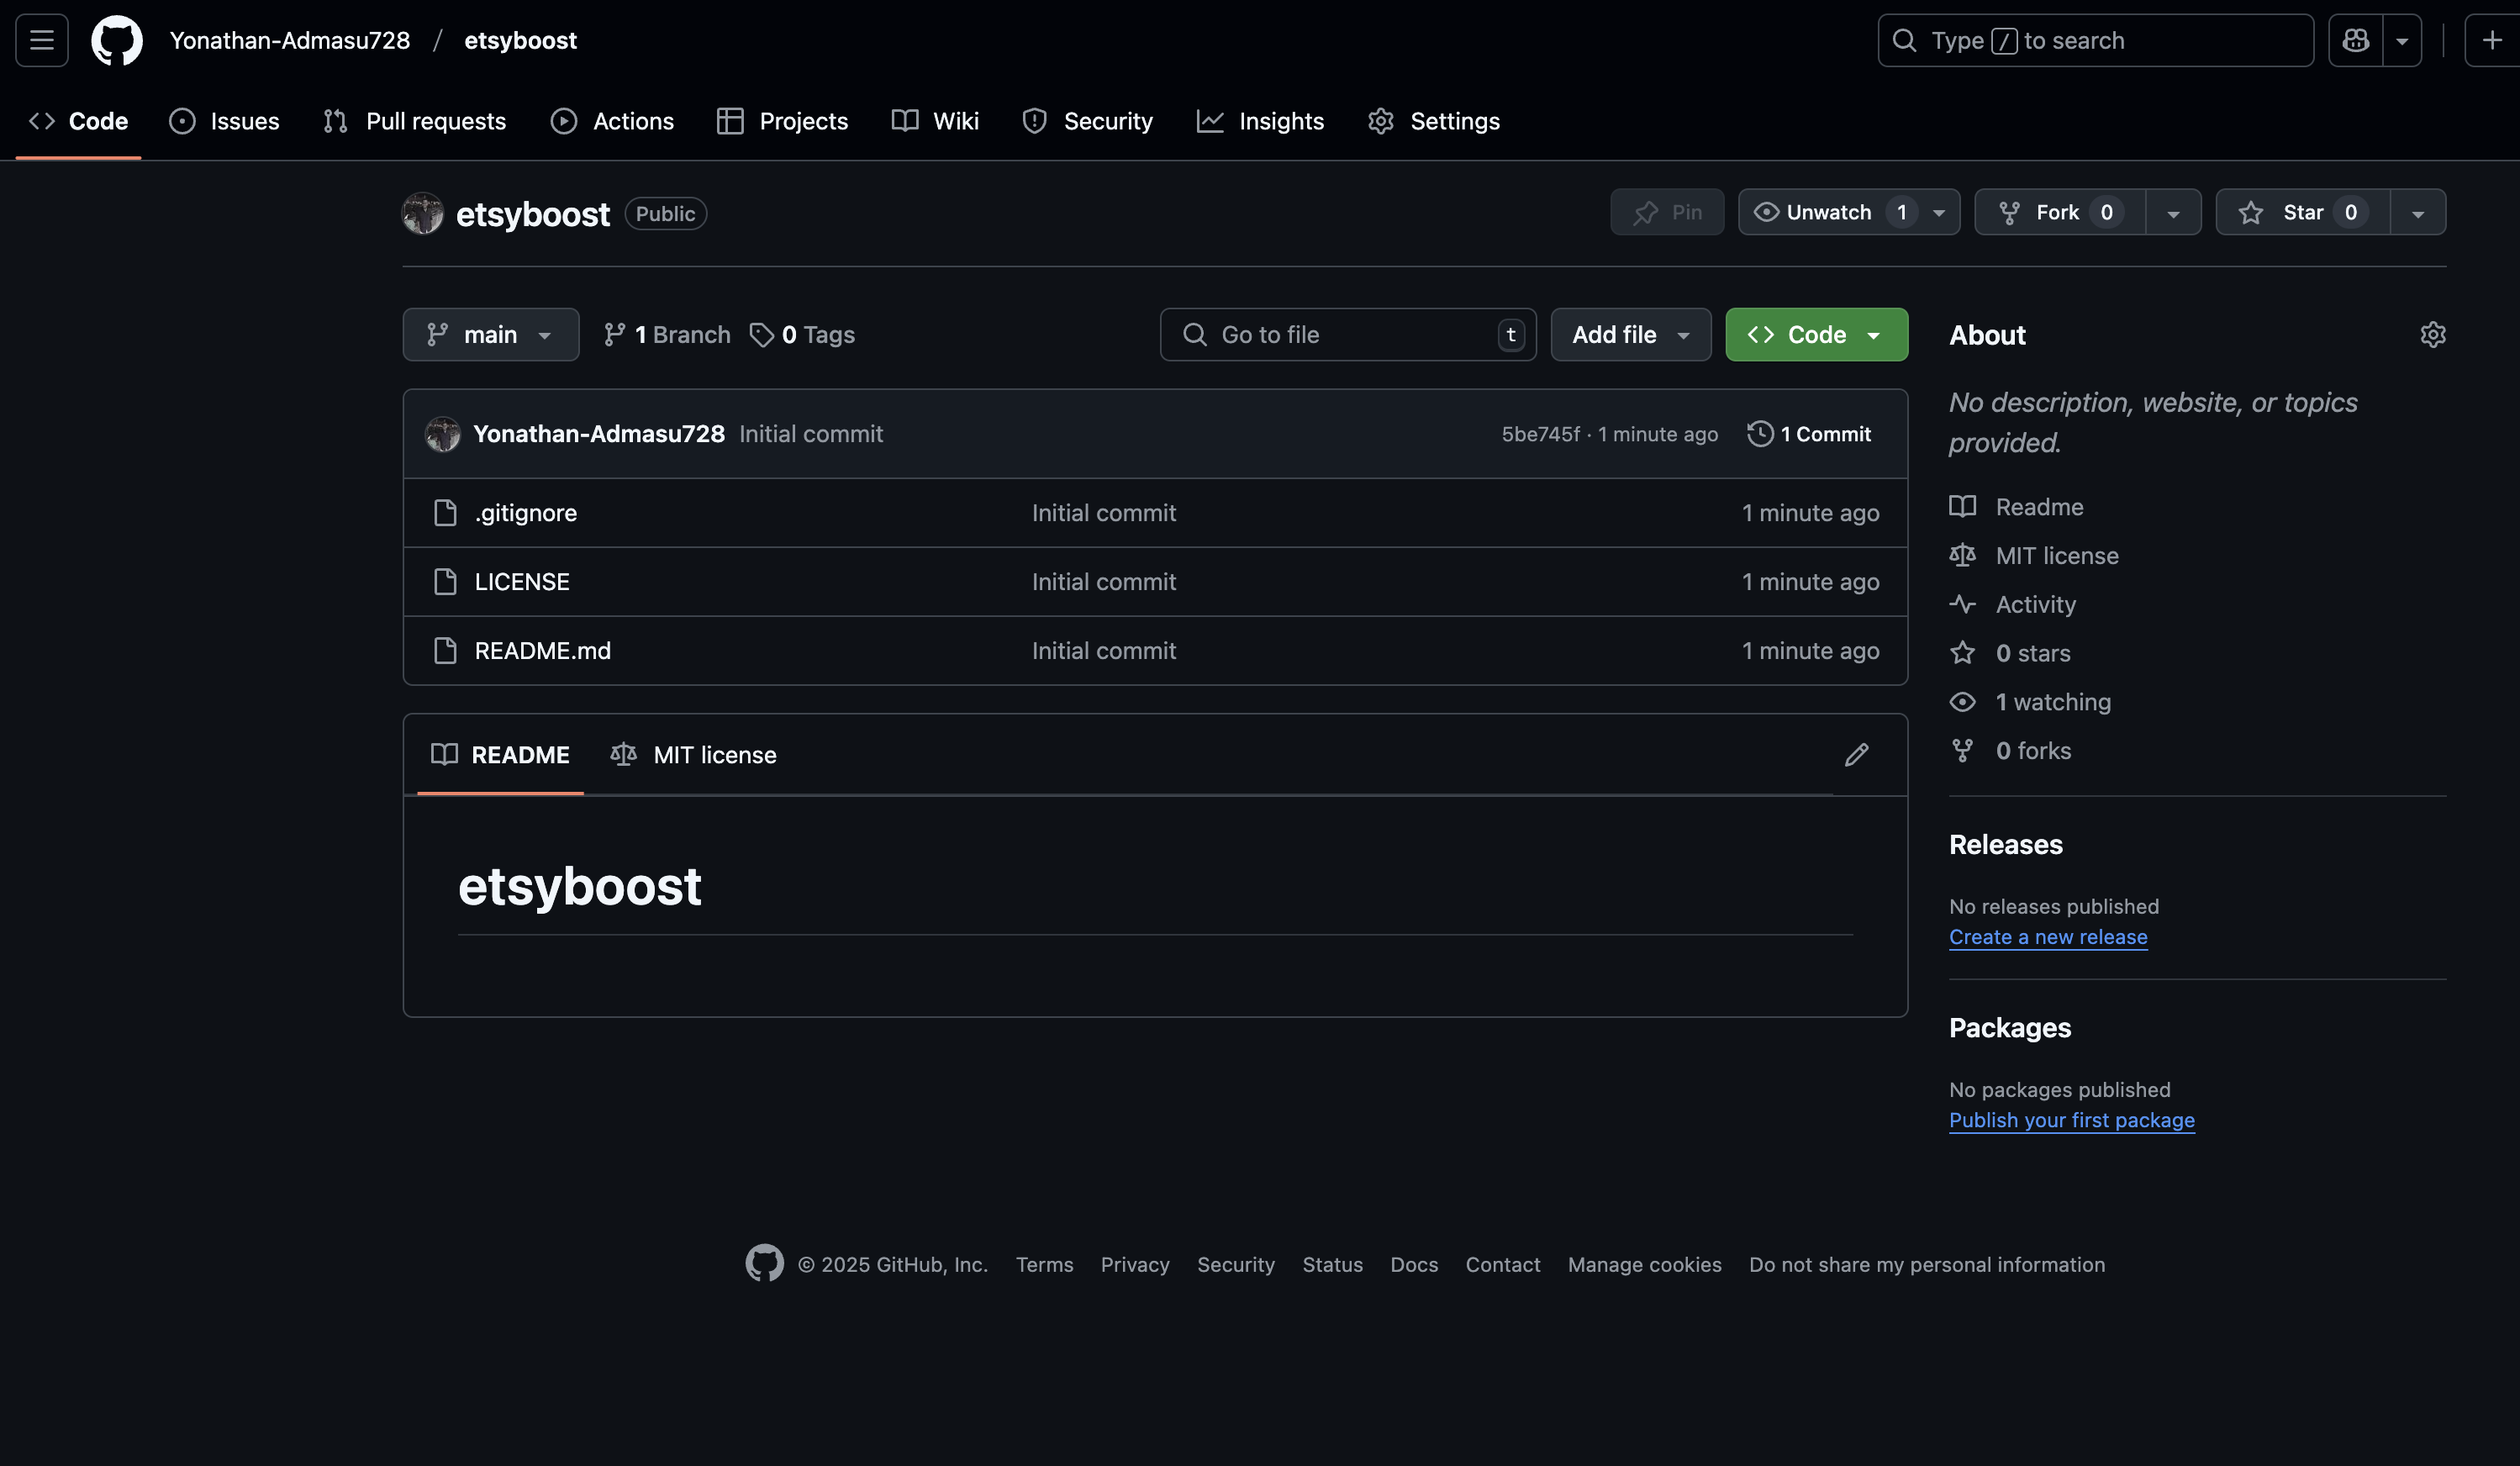 Yonathan-Admasu728 / etsyboost
Type / to search
Code Issues Pull requests Actions Projects Wiki Security Insights Settings
etsyboost Public
Pin Unwatch 1 Fork 0 Star 0
main 1 Branch 0 Tags Go to file t Add file Code
Yonathan-Admasu728 Initial commit 5be745f · 1 minute ago 1 Commit
.gitignore Initial commit 1 minute ago
LICENSE Initial commit 1 minute ago
README.md Initial commit 1 minute ago
README MIT license
etsyboost
About
No description, website, or topics
provided.
Readme
MIT license
Activity
0 stars
1 watching
0 forks
Releases
No releases published
Create a new release
Packages
No packages published
Publish your first package
© 2025 GitHub, Inc. Terms Privacy Security Status Docs Contact Manage cookies Do not share my personal information